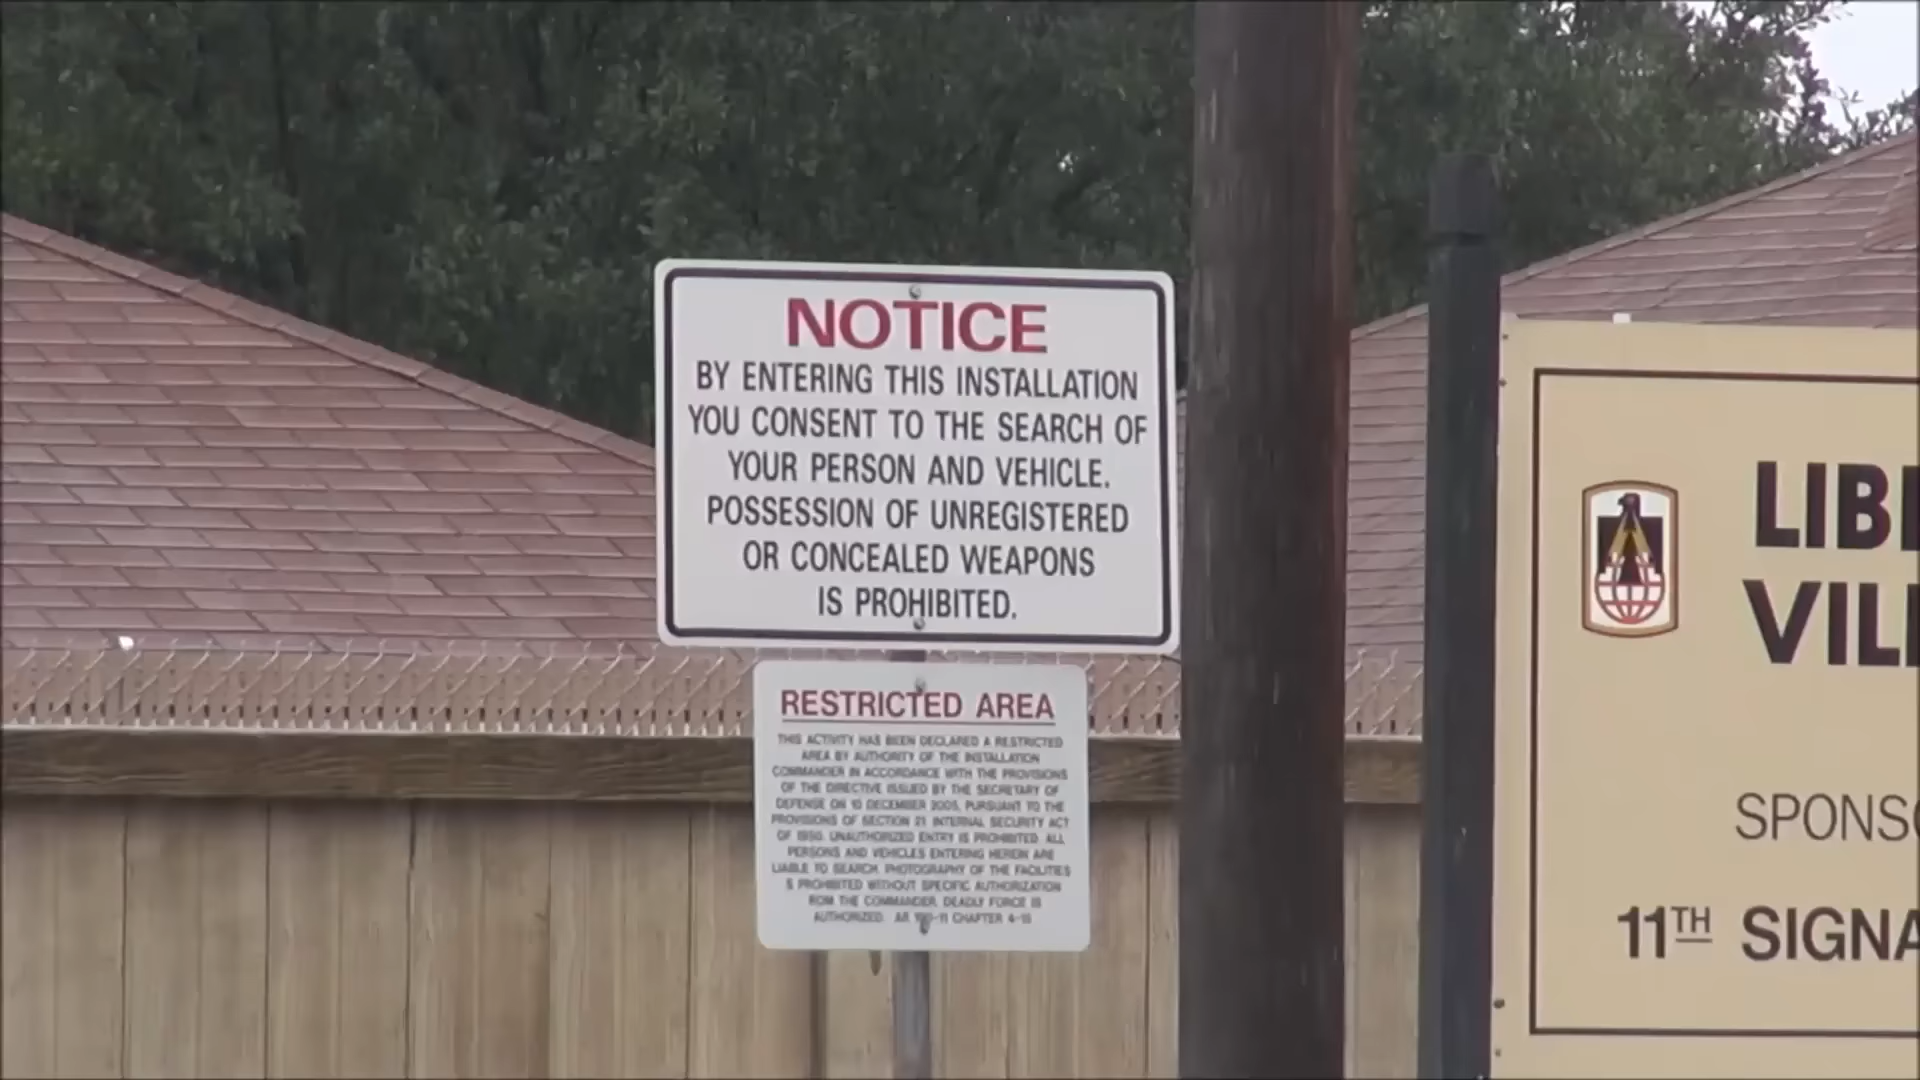 NOTICE
BY ENTERING THIS INSTALLATION
YOU CONSENT TO THE SEARCH OF
YOUR PERSON AND VEHICLE.
POSSESSION OF UNREGISTERED
OR CONCEALED WEAPONS
IS PROHIBITED.
RESTRICTED AREA
THIS ACTIVITY HAS BEEN DECLARED A RESTRICTED
AREA BY AUTHORITY OF THE INSTALLATION
COMMANDER IN ACCORDANCE WITH THE PROVISIONS
OF THE DIRECTIVE ISSUED BY THE SECRETARY OF
DEFENSE ON 10 DECEMBER 2005, PURSUANT TO THE
PROVISIONS OF SECTION 21, INTERNAL SECURITY ACT
OF 1950. UNAUTHORIZED ENTRY IS PROHIBITED. ALL
PERSONS AND VEHICLES ENTERING HEREIN ARE
LIABLE TO SEARCH. PHOTOGRAPHY OF THE FACILITIES
IS PROHIBITED WITHOUT SPECIFIC AUTHORIZATION
FROM THE COMMANDER. DEADLY FORCE IS
AUTHORIZED. AR CHAPTER
LIB
VIL
SPONS
11TH SIGNA